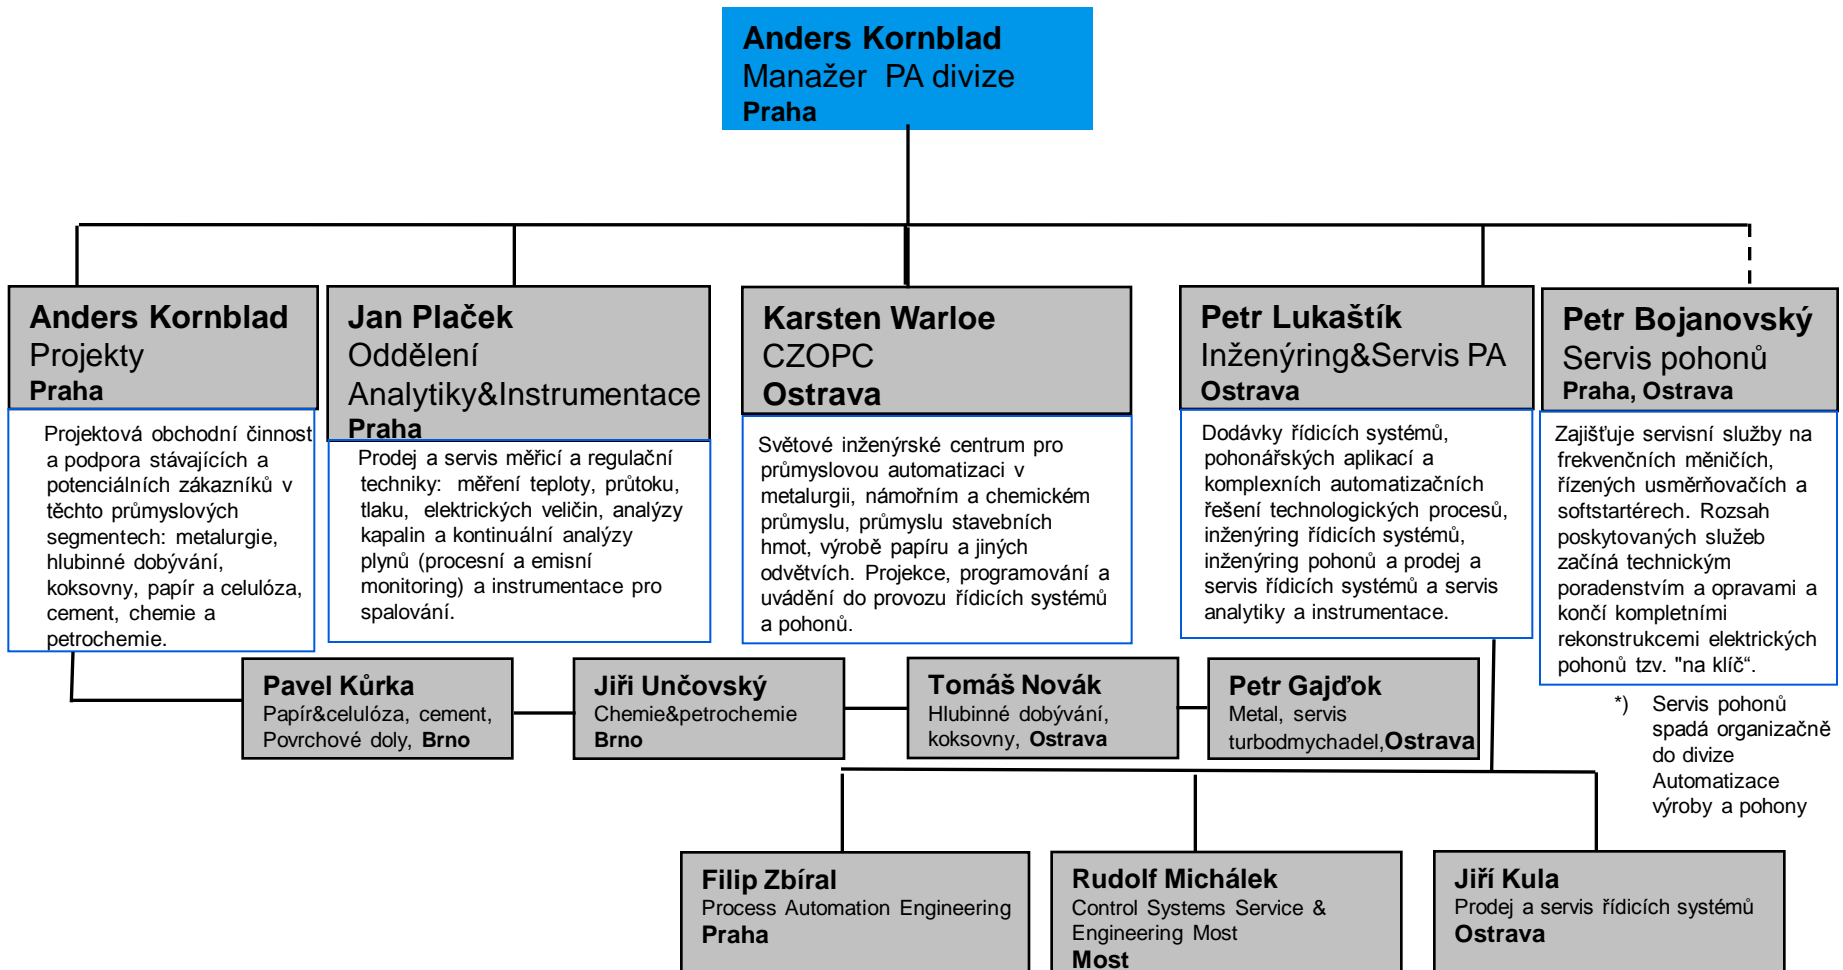 Anders Kornblad
Manažer PA divize
Praha
Anders Kornblad
Projekty
Praha
Projektová obchodní činnost
a podpora stávajících a
potenciálních zákazníků v
těchto průmyslových
segmentech: metalurgie,
hlubinné dobývání,
koksovny, papír a celulóza,
cement, chemie a
petrochemie.
Jan Plaček
Oddělení
Analytiky&Instrumentace
Praha
Prodej a servis měřicí a regulační
techniky: měření teploty, průtoku,
tlaku, elektrických veličin, analýzy
kapalin a kontinuální analýzy
plynů (procesní a emisní
monitoring) a instrumentace pro
spalování.
Karsten Warloe
CZOPC
Ostrava
Světové inženýrské centrum pro
průmyslovou automatizaci v
metalurgii, námořním a chemickém
průmyslu, průmyslu stavebních
hmot, výrobě papíru a jiných
odvětvích. Projekce, programování a
uvádění do provozu řídicích systémů
a pohonů.
Petr Lukaštík
Inženýring&Servis PA
Ostrava
Dodávky řídicích systémů,
pohonářských aplikací a
komplexních automatizačních
řešení technologických procesů,
inženýring řídicích systémů,
inženýring pohonů a prodej a
servis řídicích systémů a servis
analytiky a instrumentace.
Petr Bojanovský
Servis pohonů
Praha, Ostrava
Zajišťuje servisní služby na
frekvenčních měničích,
řízených usměrňovačích a
softstartérech. Rozsah
poskytovaných služeb
začíná technickým
poradenstvím a opravami a
končí kompletními
rekonstrukcemi elektrických
pohonů tzv. "na klíč“.
*) Servis pohonů
spadá organizačně
do divize
Automatizace
výroby a pohony
Pavel Kůrka
Papír&celulóza, cement,
Povrchové doly, Brno
Jiři Unčovský
Chemie&petrochemie
Brno
Tomáš Novák
Hlubinné dobývání,
koksovny, Ostrava
Petr Gajďok
Metal, servis
turbodmychadel,Ostrava
Filip Zbíral
Process Automation Engineering
Praha
Rudolf Michálek
Control Systems Service &
Engineering Most
Most
Jiří Kula
Prodej a servis řídicích systémů
Ostrava